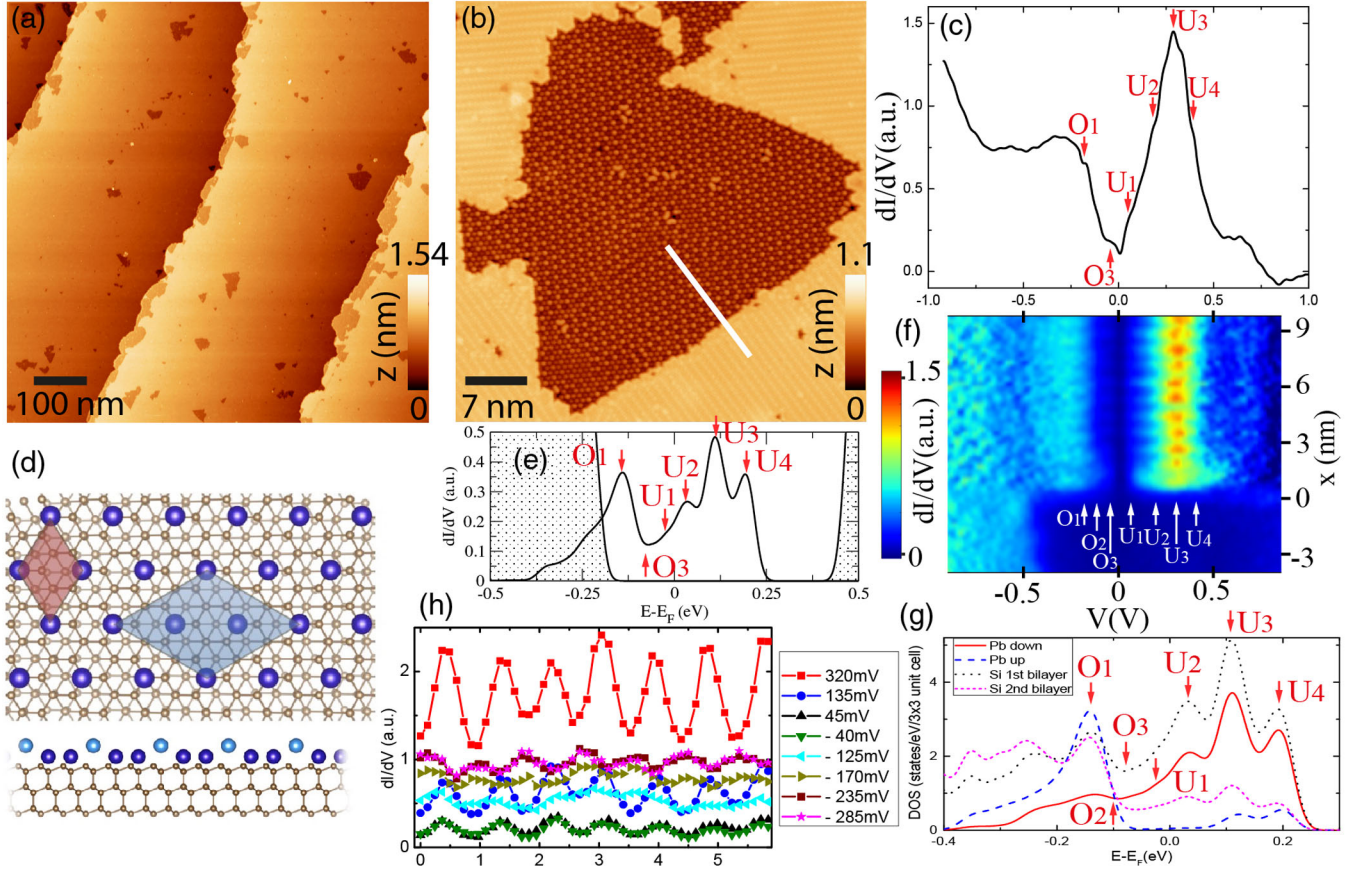 (a)
100 nm
z (nm)
1.54
0
(b)
7 nm
z (nm)
1.1
0
(c)
dI/dV(a.u.)
1.5
1.0
0.5
0.0
-1.0 -0.5 0.0 0.5 1.0
O1
O3
U1
U2
U3
U4
(d)
(e)
dI/dV (a.u.)
0.5
0.4
0.3
0.2
0.1
0
-0.5 -0.25 0 0.25 0.5
E-EF (eV)
O1
O3
U1
U2
U3
U4
(f)
1.5
0
dI/dV(a.u.)
9
6
3
0
-3
x (nm)
O1
O2
O3
U1
U2
U3
U4
-0.5 0 0.5
V(V)
(g)
Pb down
Pb up
Si 1st bilayer
Si 2nd bilayer
DOS (states/eV/3x3 unit cell)
4
2
0
-0.4 -0.2 0.0 0.2
E-EF(eV)
O1
O2
O3
U1
U2
U3
U4
(h)
dI/dV (a.u.)
2
1
0
0 1 2 3 4 5
320mV
135mV
45mV
-40mV
- 125mV
- 170mV
- 235mV
- 285mV